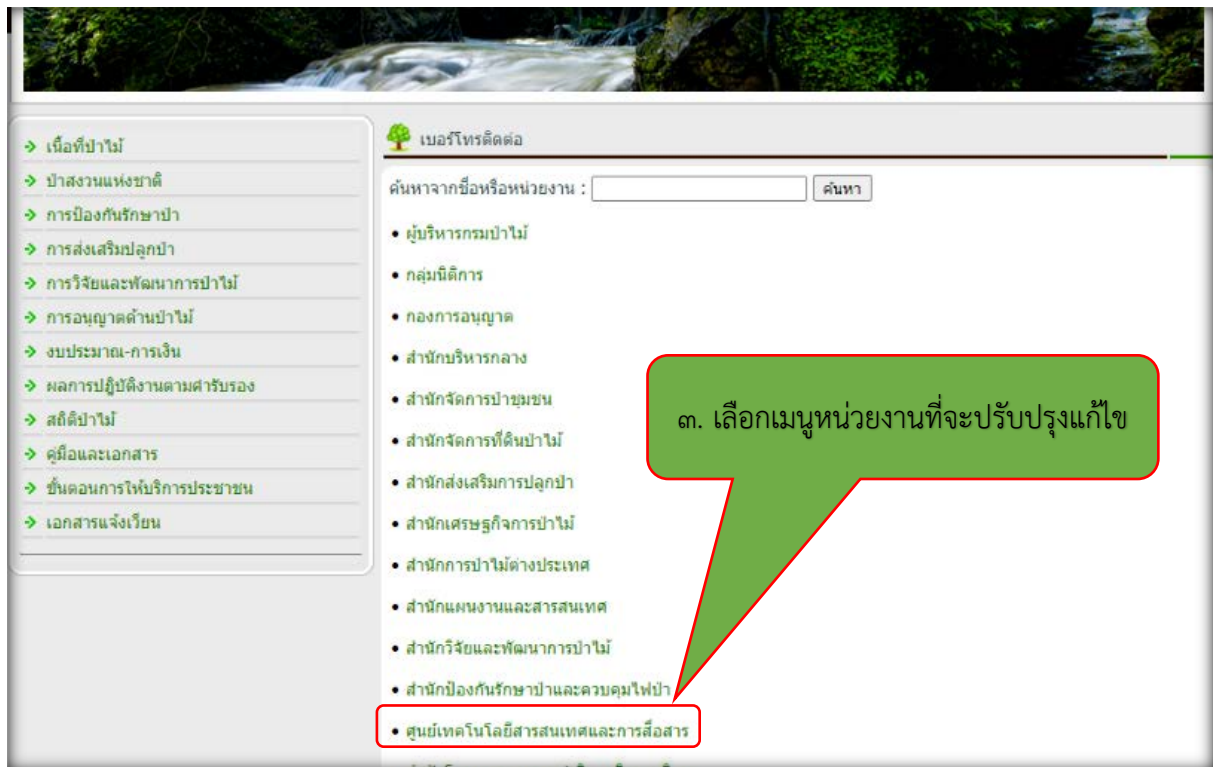 เนื้อที่ป่าไม้
ป่าสงวนแห่งชาติ
การป้องกันรักษาป่า
การส่งเสริมปลูกป่า
การวิจัยและพัฒนาการป่าไม้
การอนุญาตด้านป่าไม้
งบประมาณ-การเงิน
ผลการปฏิบัติงานตามคำรับรอง
สถิติป่าไม้
คู่มือและเอกสาร
ขั้นตอนการให้บริการประชาชน
เอกสารแจ้งเวียน
เบอร์โทรติดต่อ
ค้นหาจากชื่อหรือหน่วยงาน : ค้นหา
• ผู้บริหารกรมป่าไม้
• กลุ่มนิติการ
• กองการอนุญาต
• สำนักบริหารกลาง
• สำนักจัดการป่าชุมชน
• สำนักจัดการที่ดินป่าไม้
• สำนักส่งเสริมการปลูกป่า
• สำนักเศรษฐกิจการป่าไม้
• สำนักการป่าไม้ต่างประเทศ
• สำนักแผนงานและสารสนเทศ
• สำนักวิจัยและพัฒนาการป่าไม้
• สำนักป้องกันรักษาป่าและควบคุมไฟป่า
• ศูนย์เทคโนโลยีสารสนเทศและการสื่อสาร
๓. เลือกเมนูหน่วยงานที่จะปรับปรุงแก้ไข